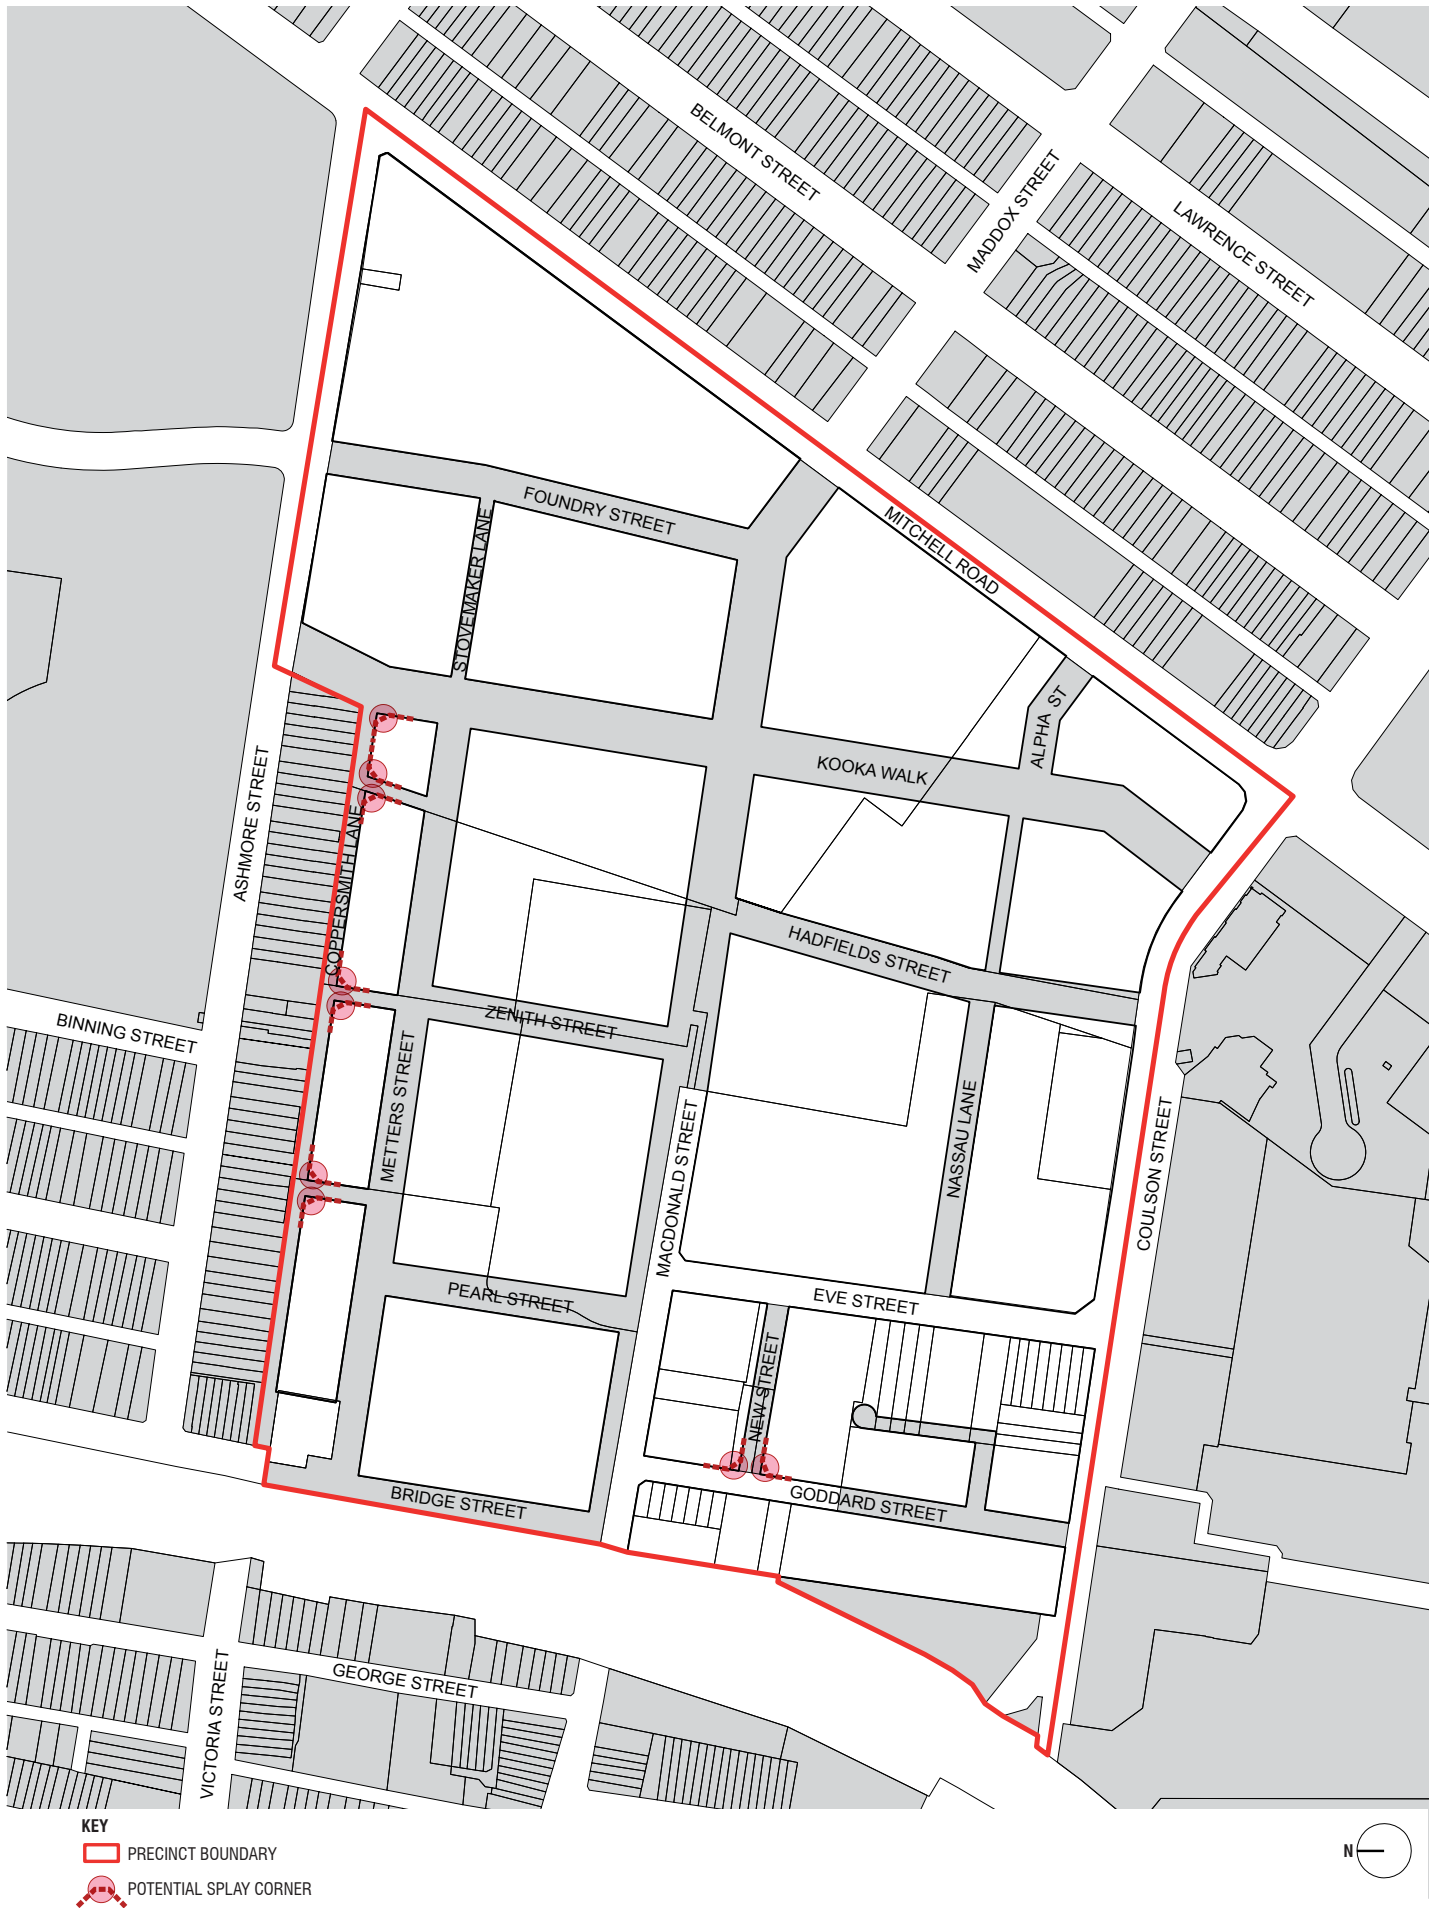 BELMONT STREET
MADDOX STREET
LAWRENCE STREET
FOUNDRY STREET
STOVEMAKER LANE
MITCHELL ROAD
ALPHA ST
KOOKA WALK
ASHMORE STREET
COPPERSMITH LANE
HADFIELDS STREET
BINNING STREET
ZENITH STREET
METTERS STREET
MACDONALD STREET
NASSAU LANE
COULSON STREET
PEARL STREET
EVE STREET
NEW STREET
BRIDGE STREET
GODDARD STREET
GEORGE STREET
VICTORIA STREET
KEY
PRECINCT BOUNDARY
POTENTIAL SPLAY CORNER
N